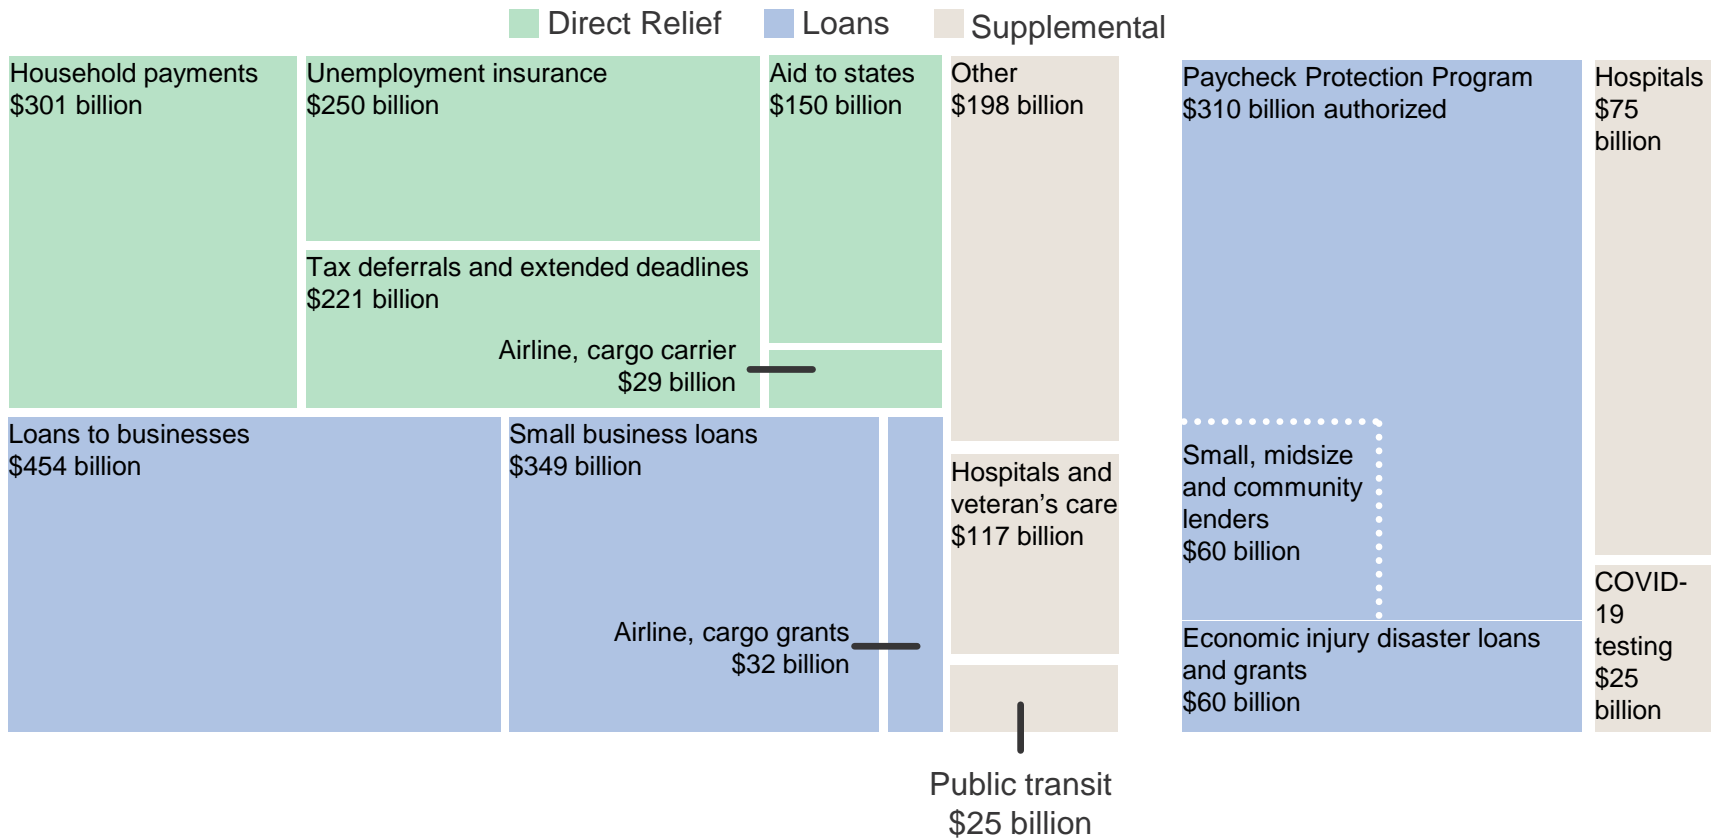 Direct Relief
Loans
Supplemental
Household payments
$301 billion
Unemployment insurance
$250 billion
Aid to states
$150 billion
Other
$198 billion
Tax deferrals and extended deadlines
$221 billion
Airline, cargo carrier
$29 billion
Loans to businesses
$454 billion
Small business loans
$349 billion
Airline, cargo grants
$32 billion
Hospitals and
veteran’s care
$117 billion
Public transit
$25 billion
Paycheck Protection Program
$310 billion authorized
Small, midsize
and community
lenders
$60 billion
Economic injury disaster loans
and grants
$60 billion
Hospitals
$75
billion
COVID-
19
testing
$25
billion